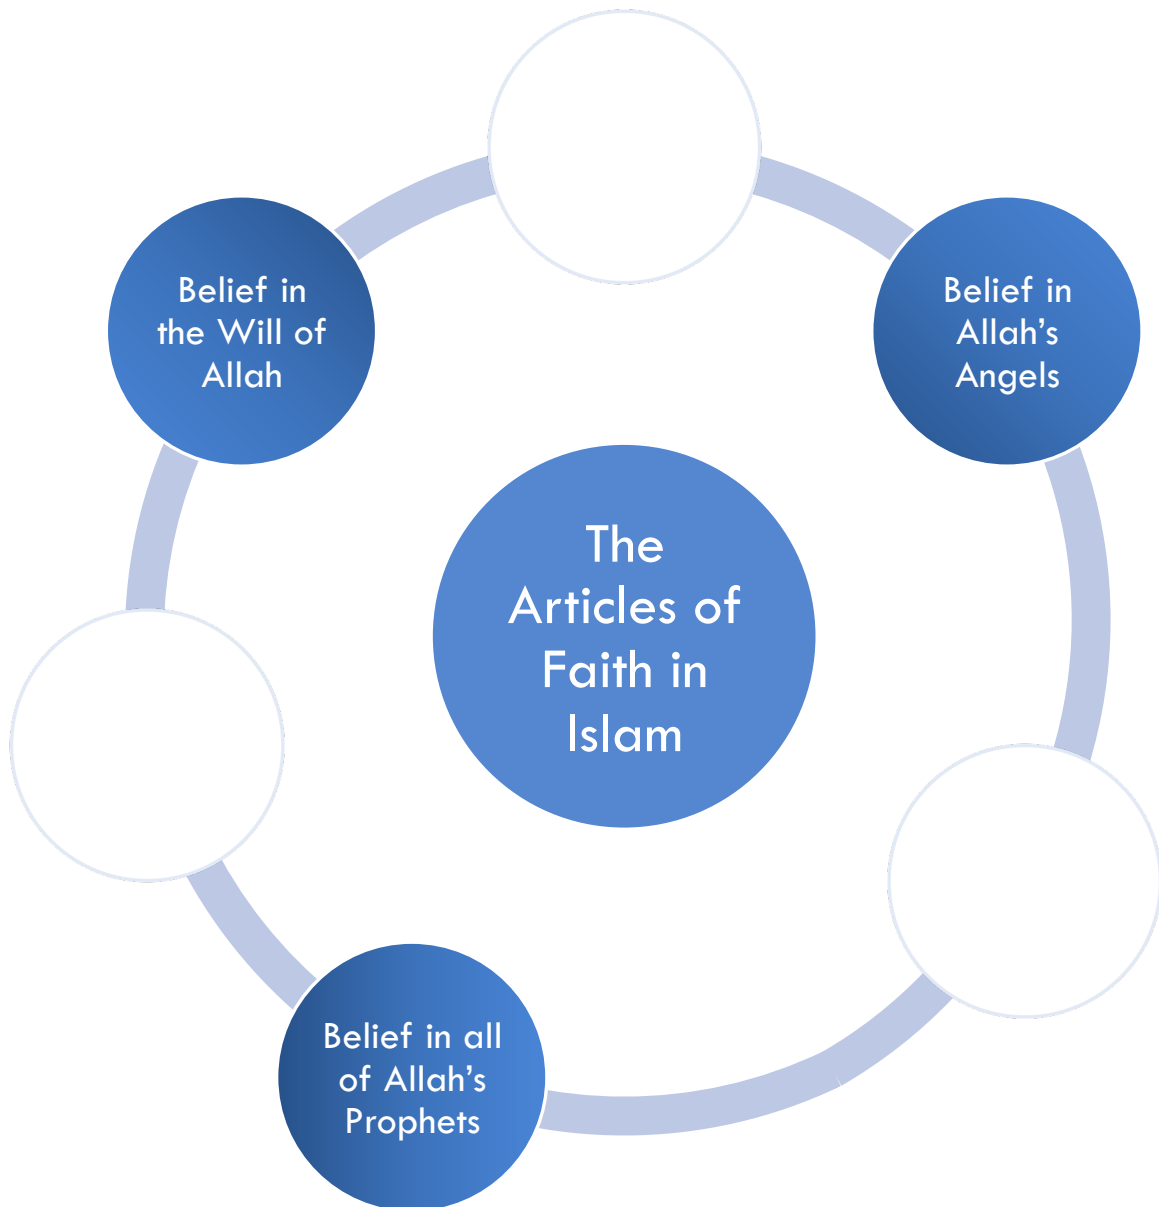 Belief in
the Will of
Allah
Belief in
Allah's
Angels
The
Articles of
Faith in
Islam
Belief in all
of Allah's
Prophets